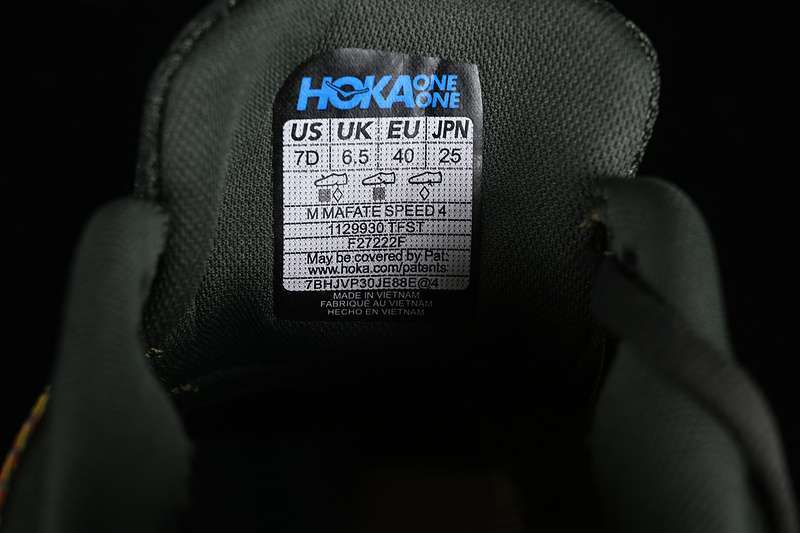 HOKA ONE ONE
US UK EU JPN
7D 6.5 40 25
M MAFATE SPEED 4
1129930 TFST
F27222F
May be covered by Pat.
www.hoka.com/patents
7BHJVP30JE88E@4
MADE IN VIETNAM
FABRIQUÉ AU VIETNAM
HECHO EN VIETNAM